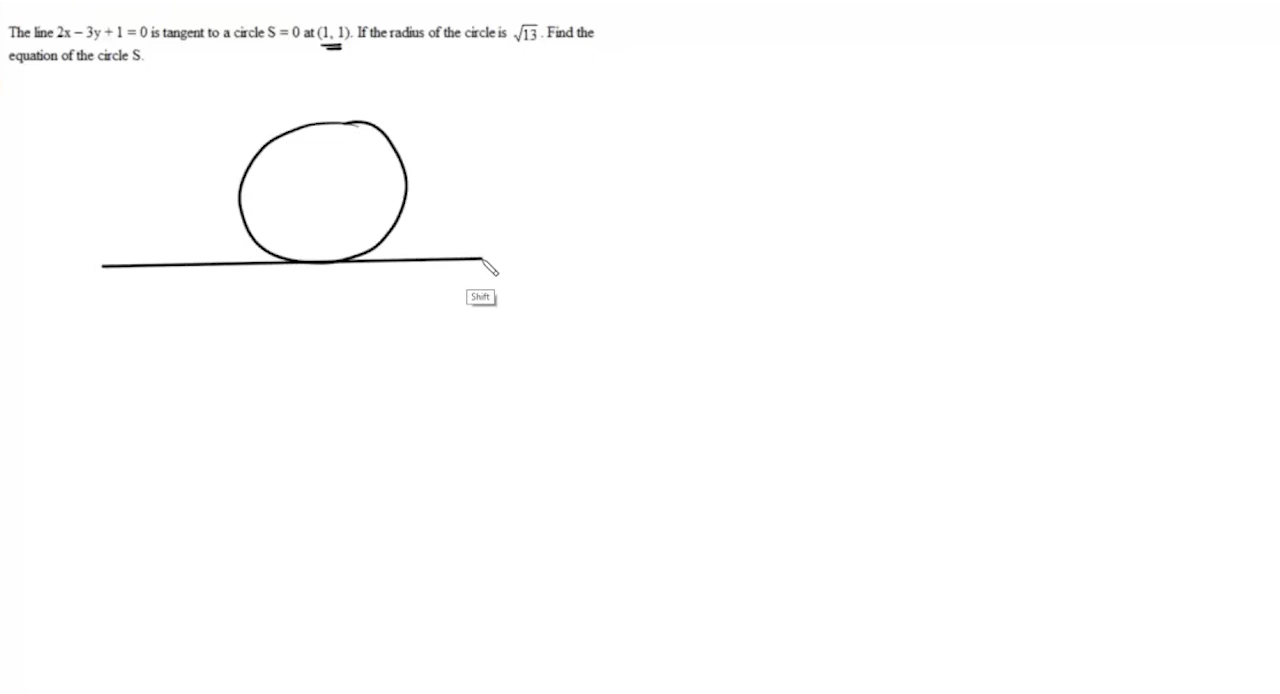 The line 2x – 3y + 1 = 0 is tangent to a circle S = 0 at (1, 1). If the radius of the circle is √13. Find the
equation of the circle S.
Shift